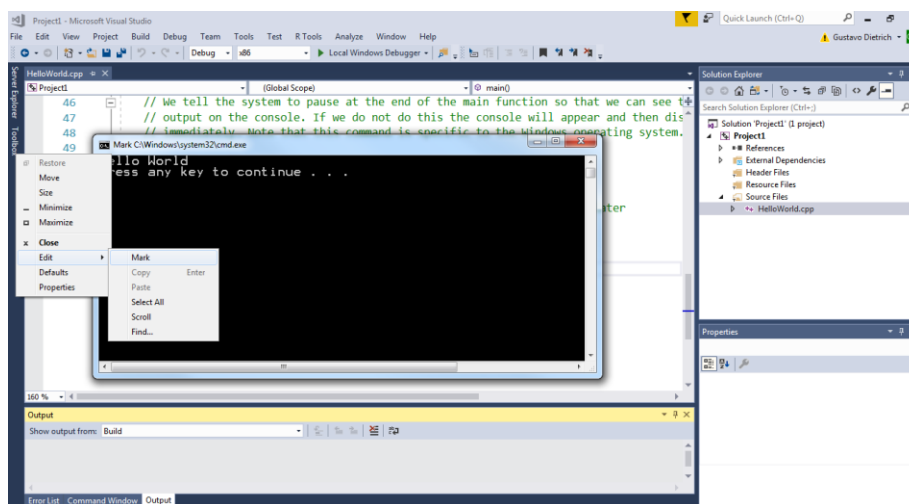 Project1 - Microsoft Visual Studio
Quick Launch (Ctrl+Q)
File Edit View Project Build Debug Team Tools Test R Tools Analyze Window Help
Gustavo Dietrich
Debug x86 Local Windows Debugger
Server Explorer
Toolbox
HelloWorld.cpp
Project1 (Global Scope) main()
46 // We tell the system to pause at the end of the main function so that we can see t
47 // output on the console. If we do not do this the console will appear and then dis
48 // immediately. Note that this command is specific to the Windows operating system.
49
Mark C:\Windows\system32\cmd.exe
ello World
ress any key to continue . . .
ater
Restore
Move
Size
Minimize
Maximize
Close
Edit
Defaults
Properties
Mark
Copy Enter
Paste
Select All
Scroll
Find...
160 %
Output
Show output from: Build
Error List Command Window Output
Solution Explorer
Search Solution Explorer (Ctrl+;)
Solution 'Project1' (1 project)
Project1
References
External Dependencies
Header Files
Resource Files
Source Files
HelloWorld.cpp
Properties